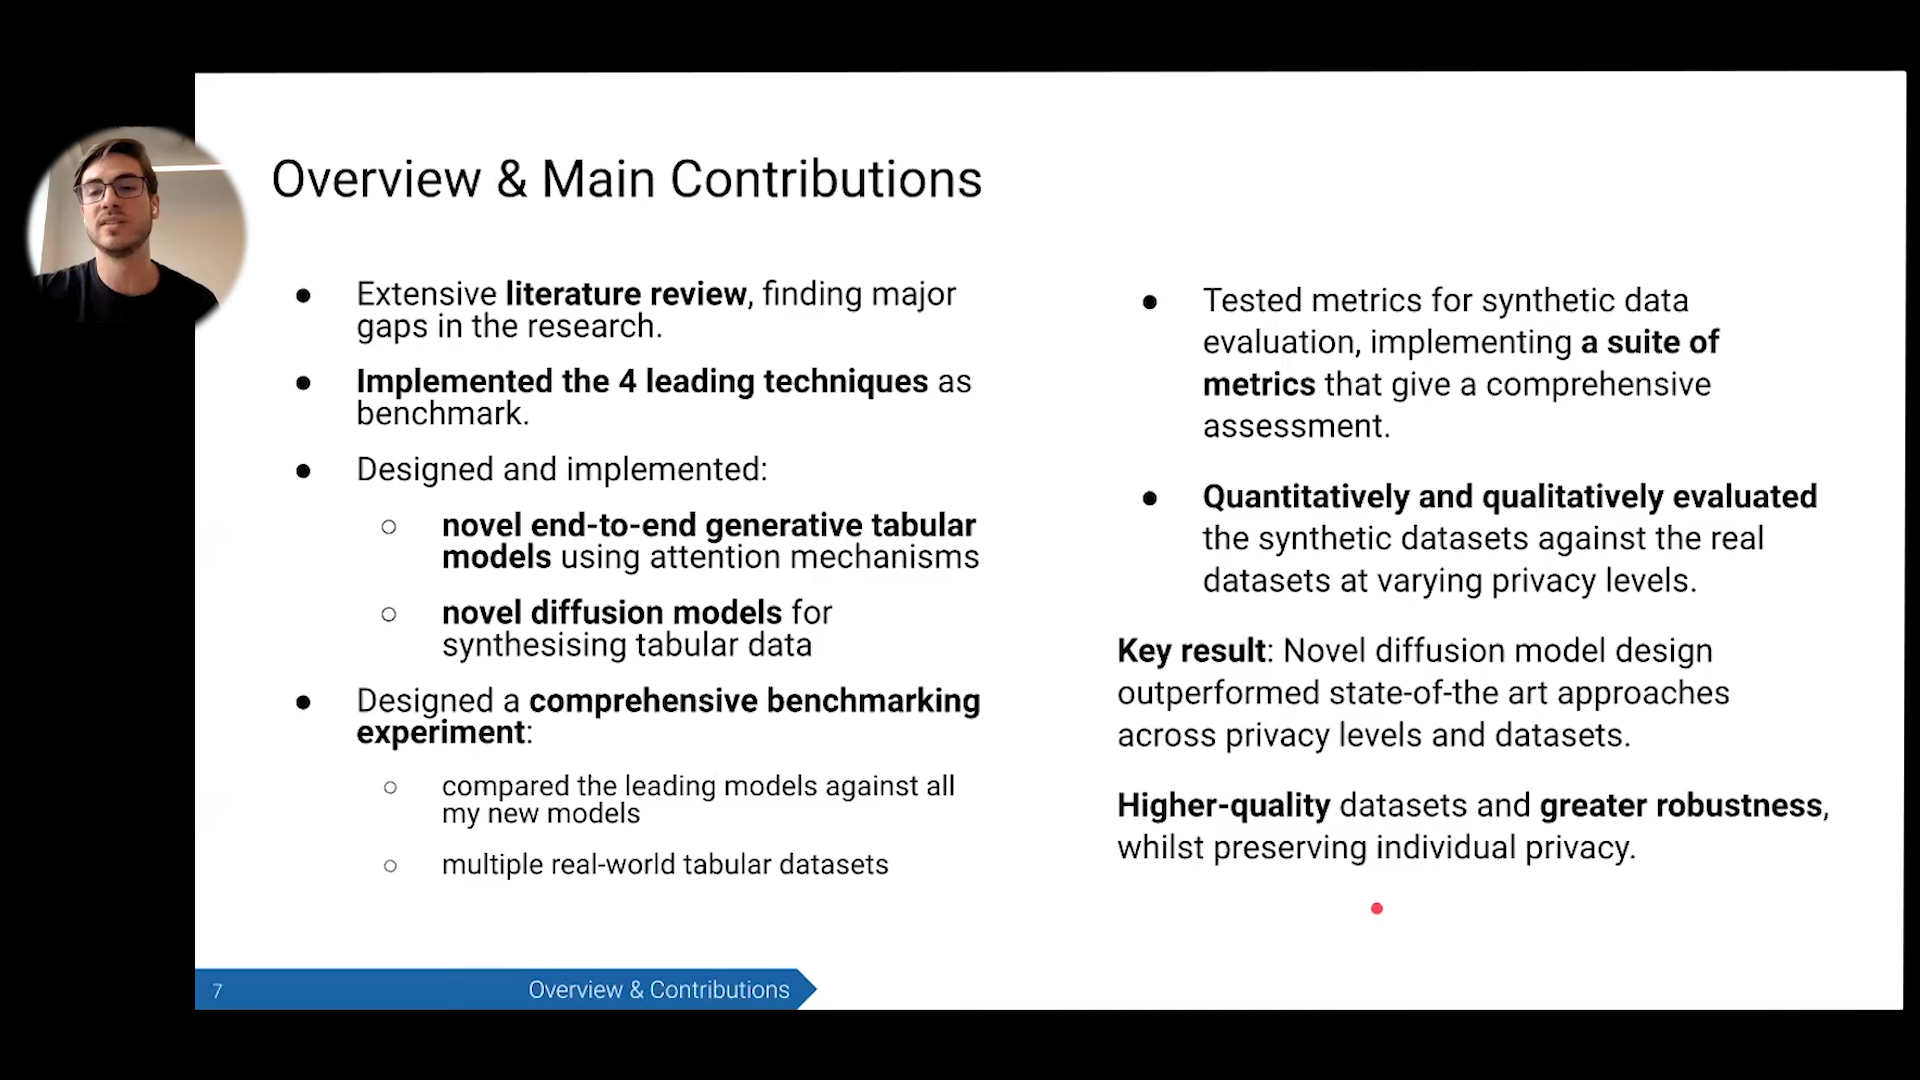 Overview & Main Contributions
● Extensive literature review, finding major
gaps in the research.
● Implemented the 4 leading techniques as
benchmark.
● Designed and implemented:
○ novel end-to-end generative tabular
models using attention mechanisms
○ novel diffusion models for
synthesising tabular data
● Designed a comprehensive benchmarking
experiment:
○ compared the leading models against all
my new models
○ multiple real-world tabular datasets
● Tested metrics for synthetic data
evaluation, implementing a suite of
metrics that give a comprehensive
assessment.
● Quantitatively and qualitatively evaluated
the synthetic datasets against the real
datasets at varying privacy levels.
Key result: Novel diffusion model design
outperformed state-of-the art approaches
across privacy levels and datasets.
Higher-quality datasets and greater robustness,
whilst preserving individual privacy.
7
Overview & Contributions